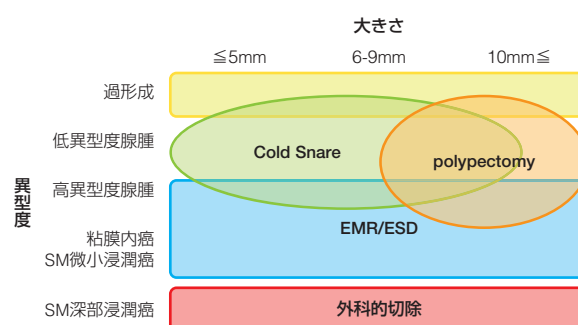 大きさ
≦5mm 6-9mm 10mm≦
過形成
低異型度腺腫
Cold Snare
polypectomy
異型度
高異型度腺腫
EMR/ESD
粘膜内癌
SM微小浸潤癌
SM深部浸潤癌
外科的切除